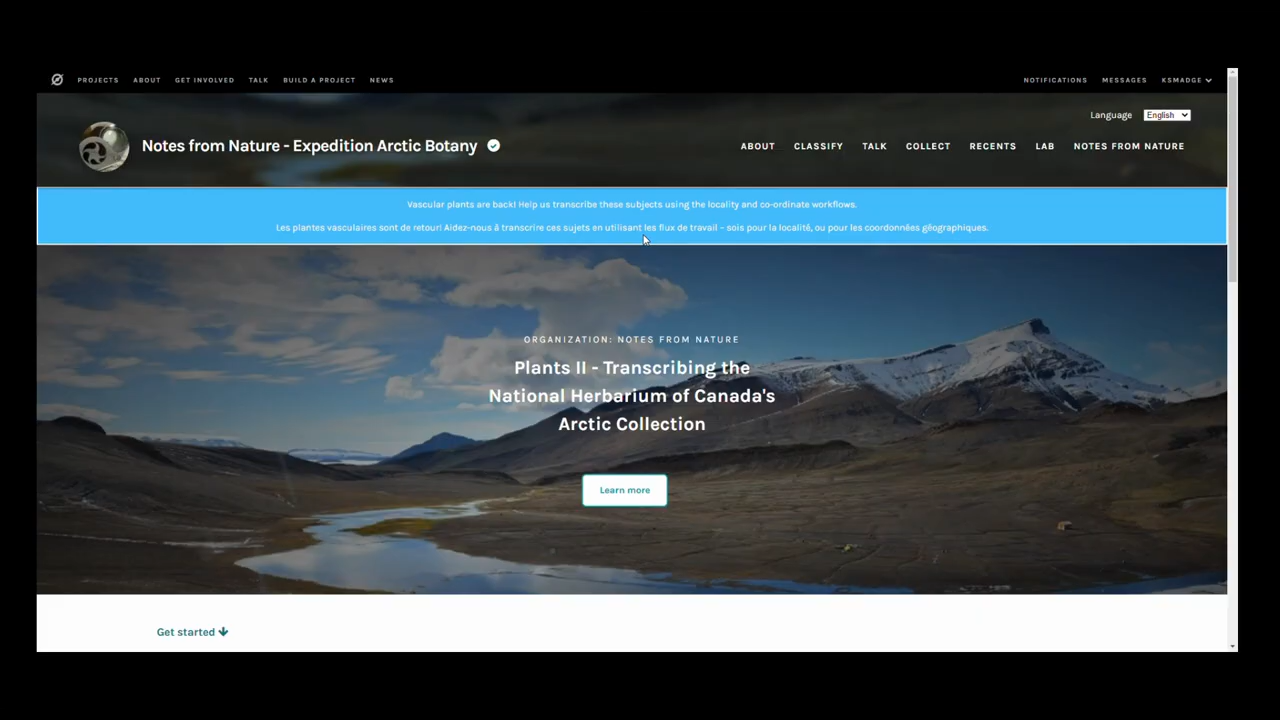 PROJECTS ABOUT GET INVOLVED TALK BUILD A PROJECT NEWS NOTIFICATIONS MESSAGES KSMADGE
Language English
Notes from Nature - Expedition Arctic Botany ABOUT CLASSIFY TALK COLLECT RECENTS LAB NOTES FROM NATURE
Vascular plants are back! Help us transcribe these subjects using the locality and co-ordinate workflows.
Les plantes vasculaires sont de retour! Aidez-nous à transcrire ces sujets en utilisant les flux de travail – sois pour la localité, ou pour les coordonnées géographiques.
ORGANIZATION: NOTES FROM NATURE
Plants II - Transcribing the
National Herbarium of Canada's
Arctic Collection
Learn more
Get started